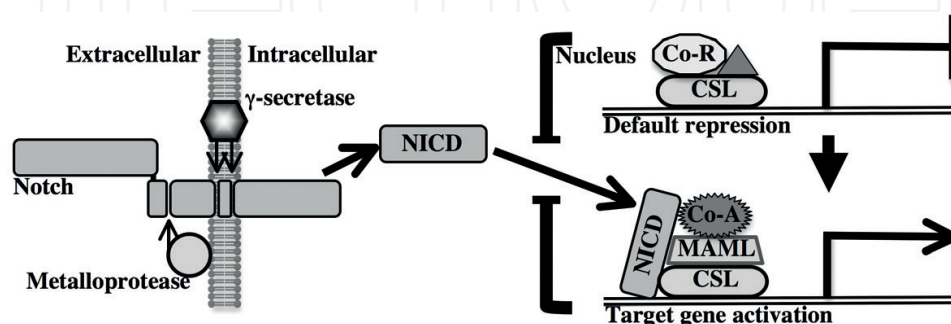 Extracellular
Intracellular
γ-secretase
NICD
Notch
Metalloprotease
Nucleus
Co-R
CSL
Default repression
NICD
Co-A
MAML
CSL
Target gene activation